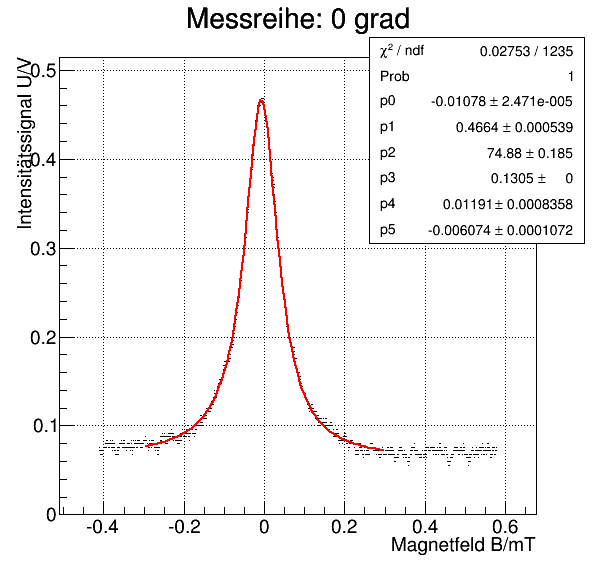 Messreihe: 0 grad
χ² / ndf 0.02753 / 1235
Prob 1
p0 -0.01078 ± 2.471e-005
p1 0.4664 ± 0.000539
p2 74.88 ± 0.185
p3 0.1305 ± 0
p4 0.01191 ± 0.0008358
p5 -0.006074 ± 0.0001072
Intensitätssignal U/V
0.5
0.4
0.3
0.2
0.1
0
-0.4 -0.2 0 0.2 0.4 0.6
Magnetfeld B/mT